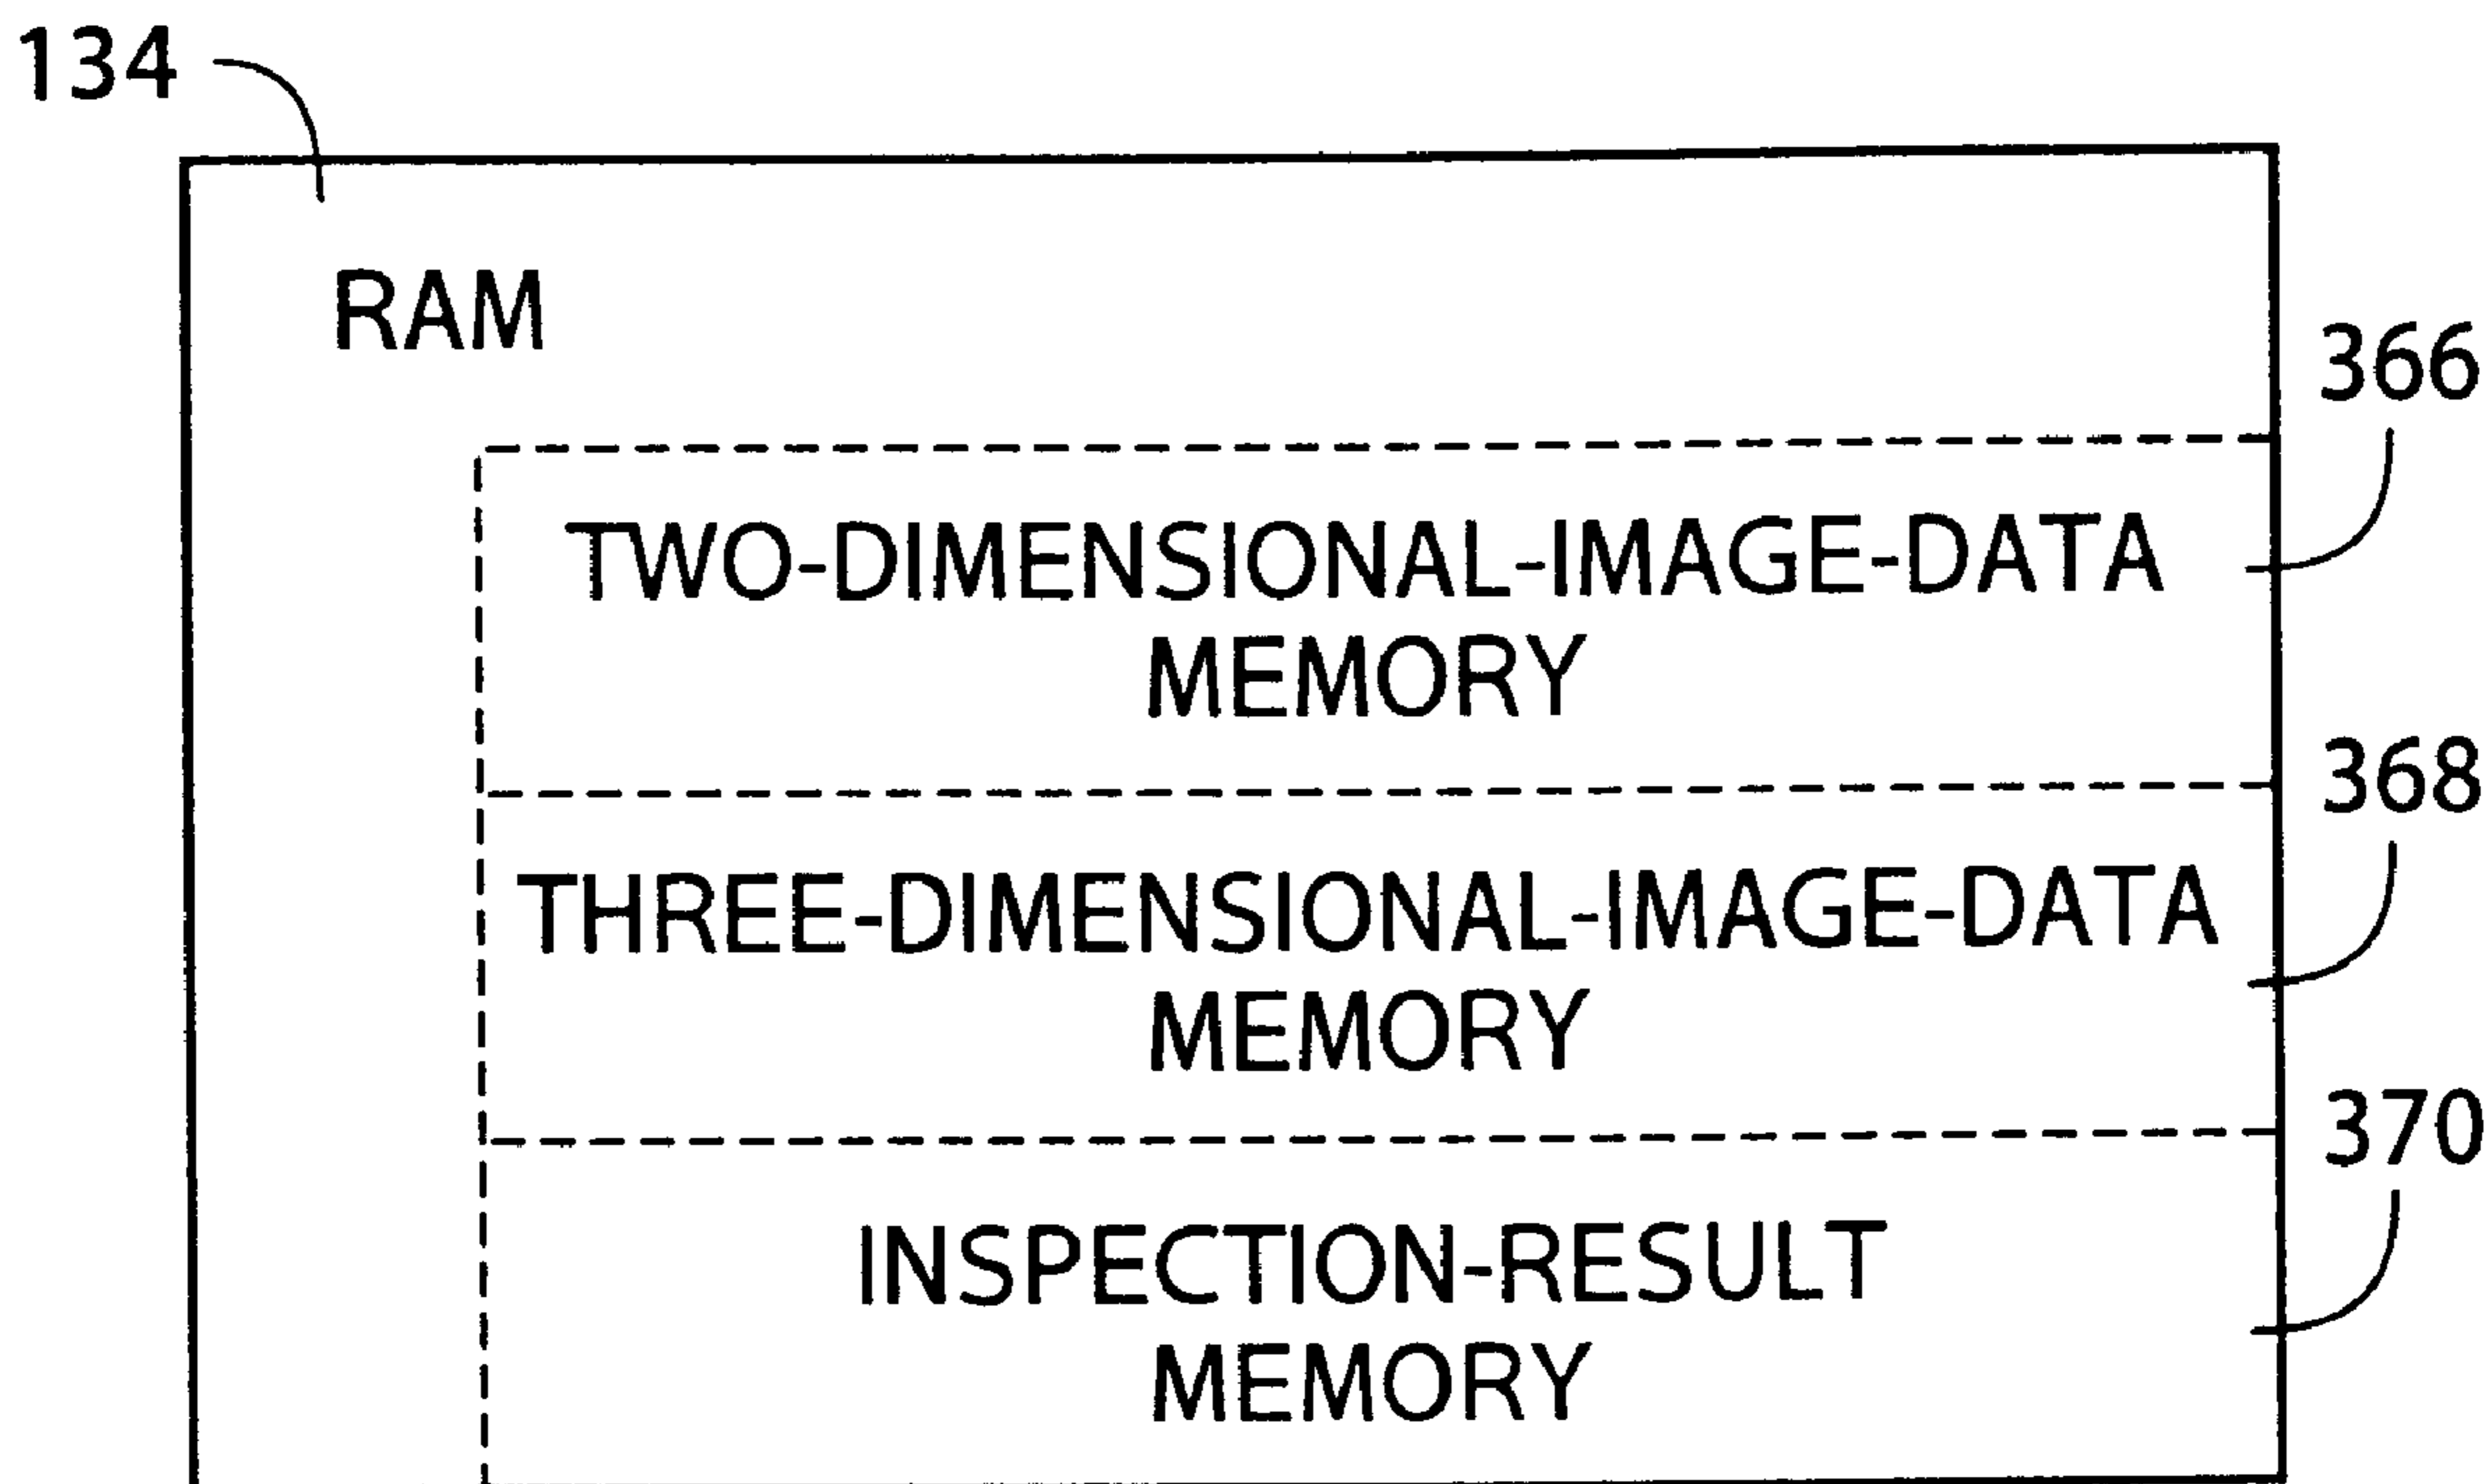 134
RAM
366
TWO-DIMENSIONAL-IMAGE-DATA
MEMORY
368
THREE-DIMENSIONAL-IMAGE-DATA
MEMORY
370
INSPECTION-RESULT
MEMORY